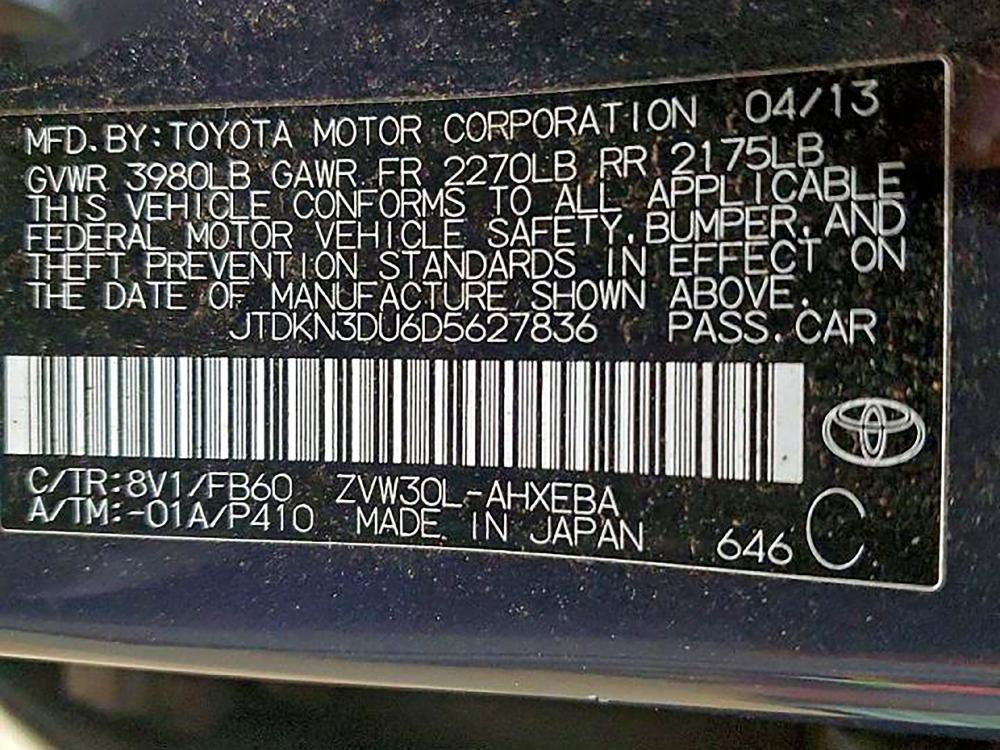 MFD.BY:TOYOTA MOTOR CORPORATION 04/13
GVWR 3980LB GAWR FR 2270LB RR 2175LB
THIS VEHICLE CONFORMS TO ALL APPLICABLE
FEDERAL MOTOR VEHICLE SAFETY,BUMPER,AND
THEFT PREVENTION STANDARDS IN EFFECT ON
THE DATE OF MANUFACTURE SHOWN ABOVE.
JTDKN3DU6D5627836 PASS.CAR
C/TR:8V1/FB60 ZVW30L-AHXEBA
A/TM:-01A/P410 MADE IN JAPAN 646 C